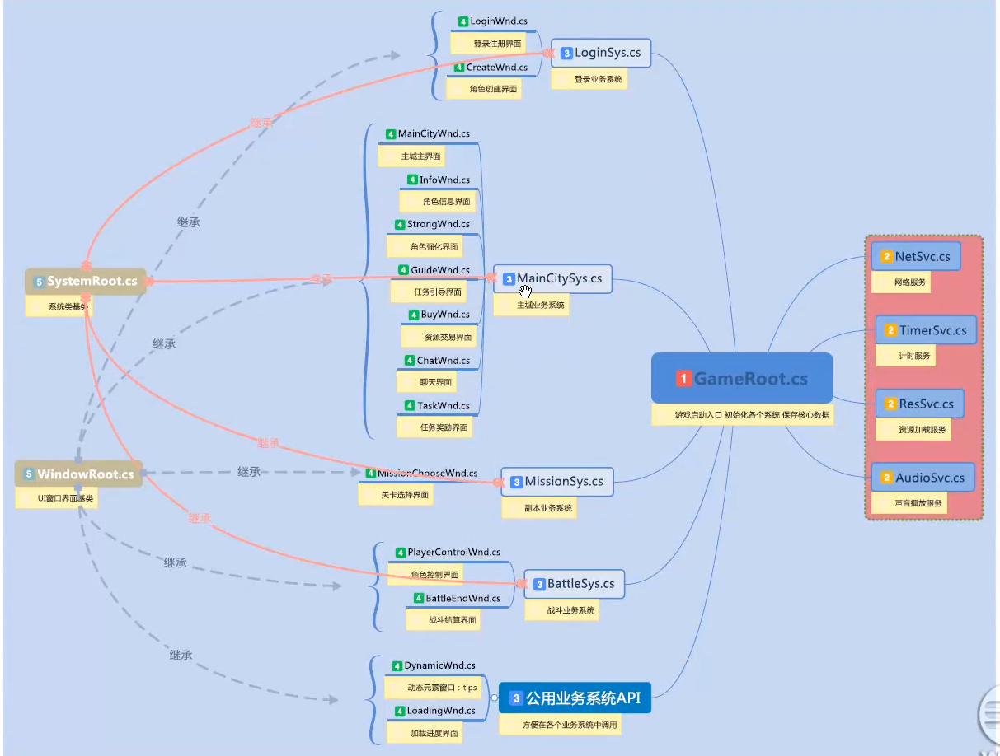 4 LoginWnd.cs
登录注册界面
4 CreateWnd.cs
角色创建界面
3 LoginSys.cs
登录业务系统
继承
继承
4 MainCityWnd.cs
主城主界面
4 InfoWnd.cs
角色信息界面
4 StrongWnd.cs
角色强化界面
4 GuideWnd.cs
任务引导界面
4 BuyWnd.cs
资源交易界面
4 ChatWnd.cs
聊天界面
4 TaskWnd.cs
任务奖励界面
3 MainCitySys.cs
主城业务系统
5 SystemRoot.cs
系统类基类
继承
继承
继承
1 GameRoot.cs
游戏启动入口 初始化各个系统 保存核心数据
2 NetSvc.cs
网络服务
2 TimerSvc.cs
计时服务
2 ResSvc.cs
资源加载服务
2 AudioSvc.cs
声音播放服务
5 WindowRoot.cs
UI窗口界面基类
继承
4 MissionChooseWnd.cs
关卡选择界面
3 MissionSys.cs
副本业务系统
继承
继承
4 PlayerControlWnd.cs
角色控制界面
4 BattleEndWnd.cs
战斗结算界面
3 BattleSys.cs
战斗业务系统
继承
4 DynamicWnd.cs
动态元素窗口：tips
4 LoadingWnd.cs
加载进度界面
3 公用业务系统API
方便在各个业务系统中调用